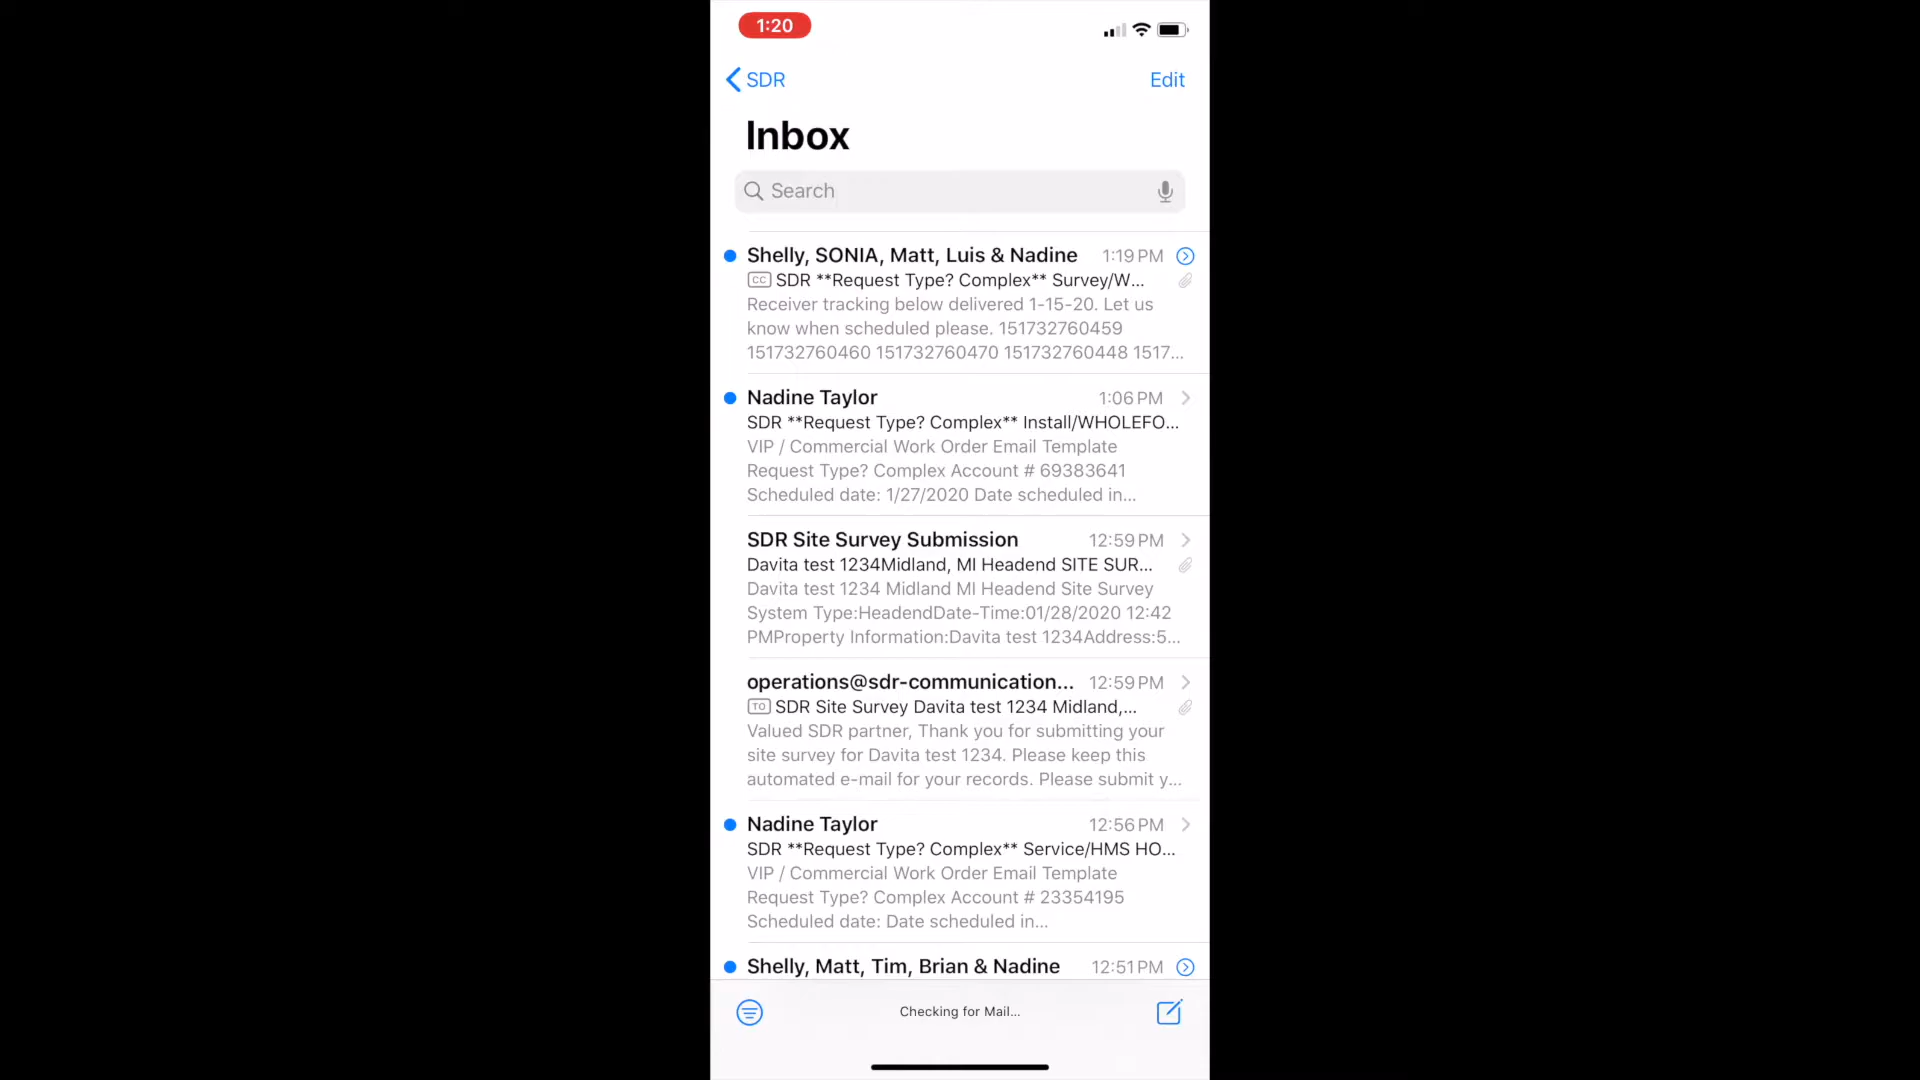 1:20
SDR
Edit
Inbox
Search
Shelly, SONIA, Matt, Luis & Nadine 1:19 PM
CC SDR **Request Type? Complex** Survey/W...
Receiver tracking below delivered 1-15-20. Let us
know when scheduled please. 151732760459
151732760460 151732760470 151732760448 1517...
Nadine Taylor 1:06 PM
SDR **Request Type? Complex** Install/WHOLEFO...
VIP / Commercial Work Order Email Template
Request Type? Complex Account # 69383641
Scheduled date: 1/27/2020 Date scheduled in...
SDR Site Survey Submission 12:59 PM
Davita test 1234Midland, MI Headend SITE SUR...
Davita test 1234 Midland MI Headend Site Survey
System Type:HeadendDate-Time:01/28/2020 12:42
PMProperty Information:Davita test 1234Address:5...
operations@sdr-communication... 12:59 PM
TO SDR Site Survey Davita test 1234 Midland,...
Valued SDR partner, Thank you for submitting your
site survey for Davita test 1234. Please keep this
automated e-mail for your records. Please submit y...
Nadine Taylor 12:56 PM
SDR **Request Type? Complex** Service/HMS HO...
VIP / Commercial Work Order Email Template
Request Type? Complex Account # 23354195
Scheduled date: Date scheduled in...
Shelly, Matt, Tim, Brian & Nadine 12:51 PM
Checking for Mail...